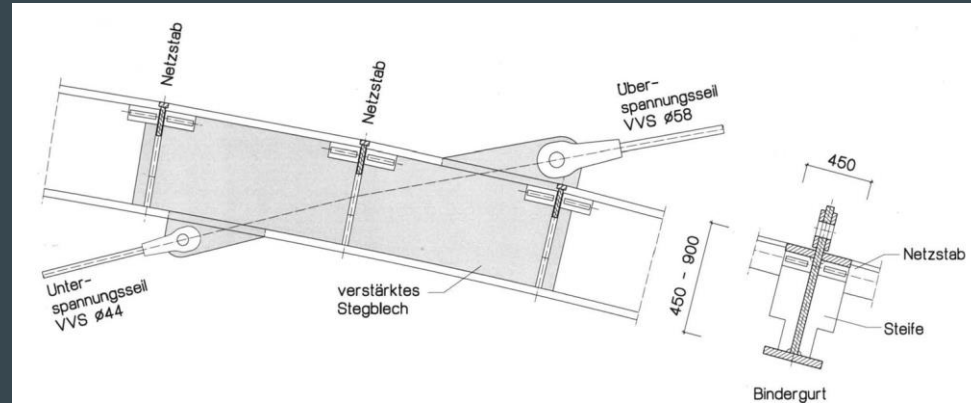 Netzstab
Netzstab
Über-
spannungsseil
VVS ø58
450
Netzstab
450 - 900
Unter-
spannungsseil
VVS ø44
verstärktes
Stegblech
Steife
Bindergurt